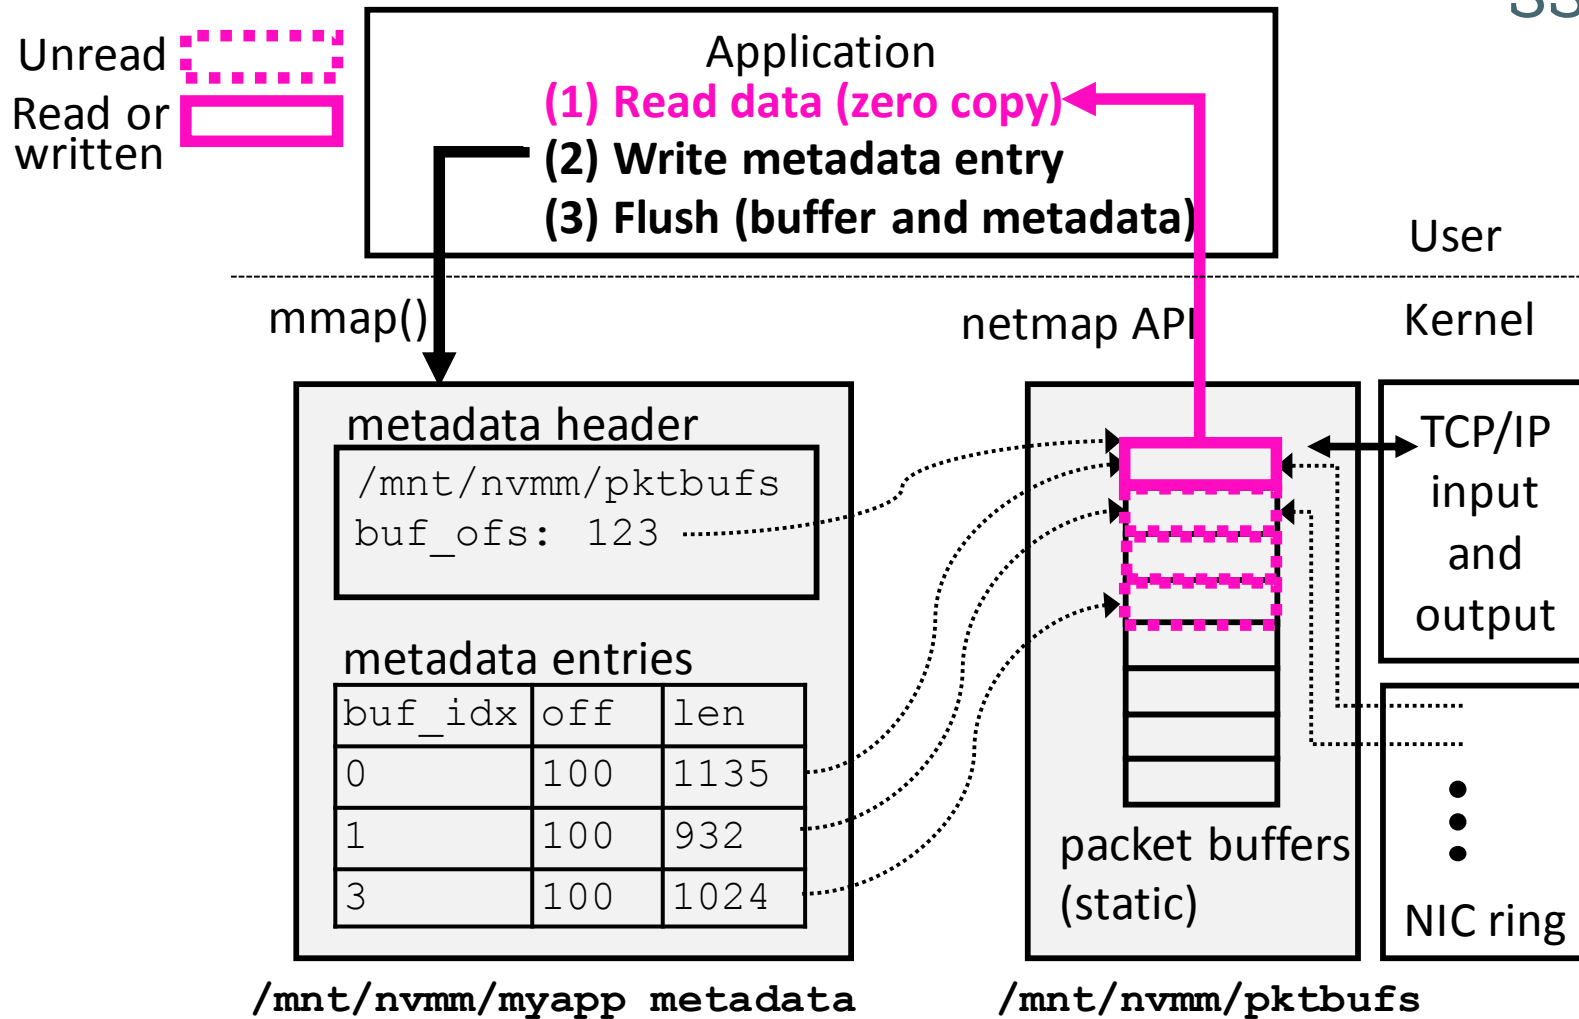 Unread
Read or
written
Application
(1) Read data (zero copy)
(2) Write metadata entry
(3) Flush (buffer and metadata)
User
mmap()
netmap API
Kernel
metadata header
/mnt/nvmm/pktbufs
buf_ofs: 123
metadata entries
buf_idx off len
0 100 1135
1 100 932
3 100 1024
packet buffers
(static)
TCP/IP
input
and
output
NIC ring
/mnt/nvmm/myapp metadata
/mnt/nvmm/pktbufs